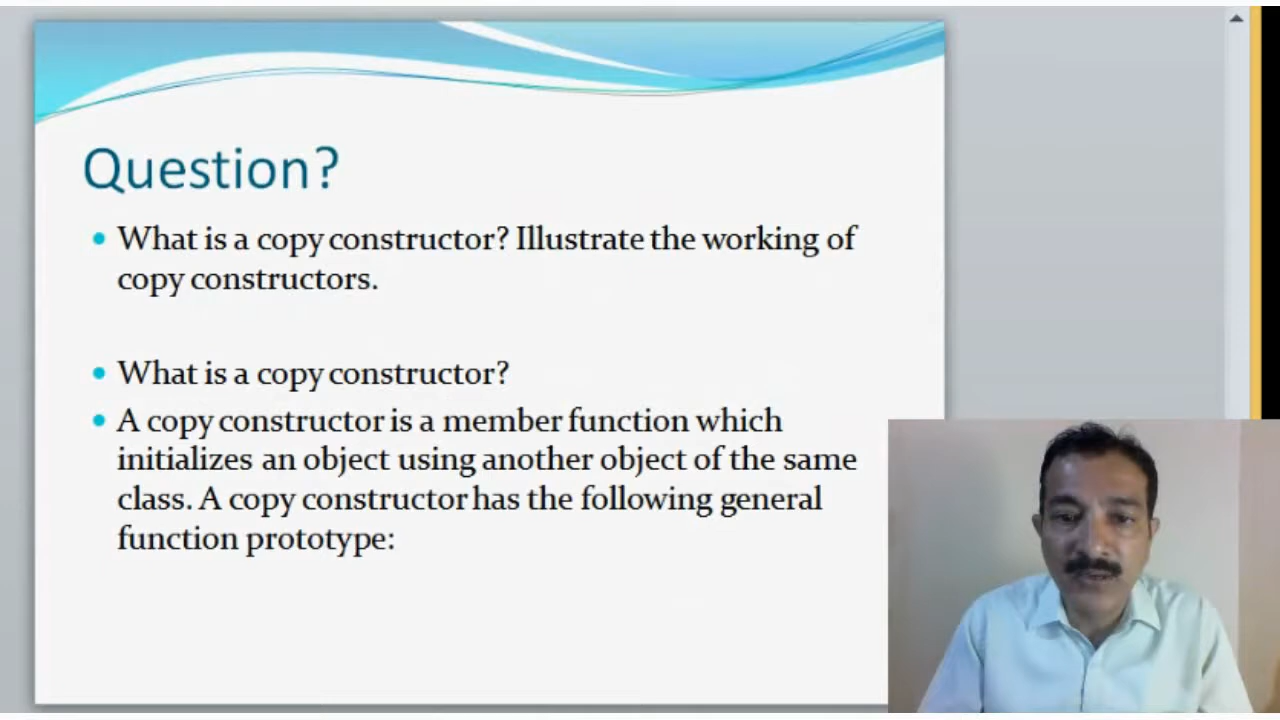 Question?
What is a copy constructor? Illustrate the working of
copy constructors.
What is a copy constructor?
A copy constructor is a member function which
initializes an object using another object of the same
class. A copy constructor has the following general
function prototype: